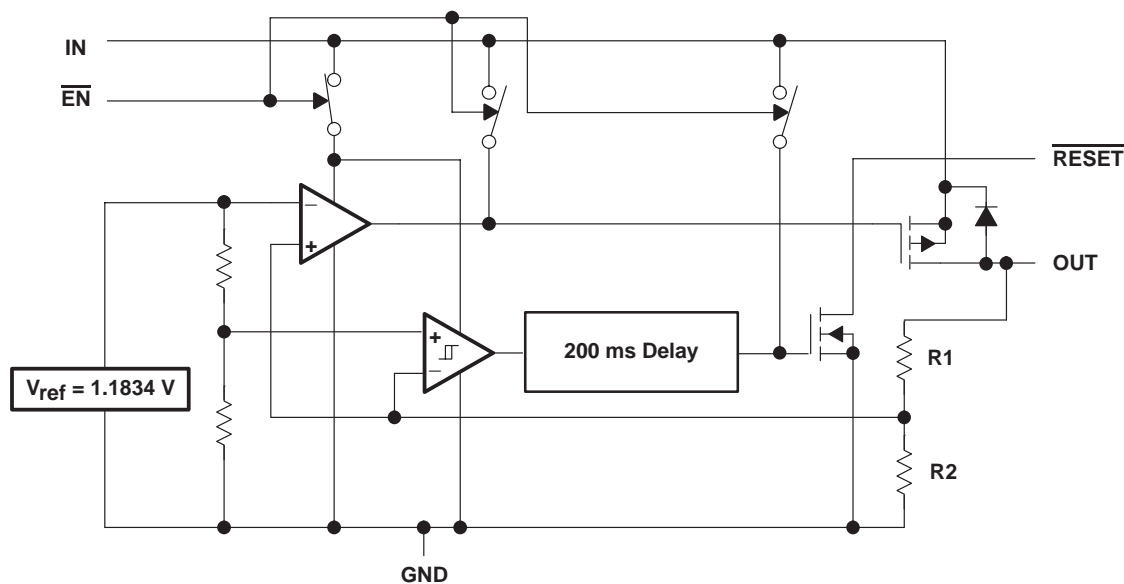 IN
EN
RESET
OUT
_
+
+
_
200 ms Delay
R1
Vref = 1.1834 V
R2
GND